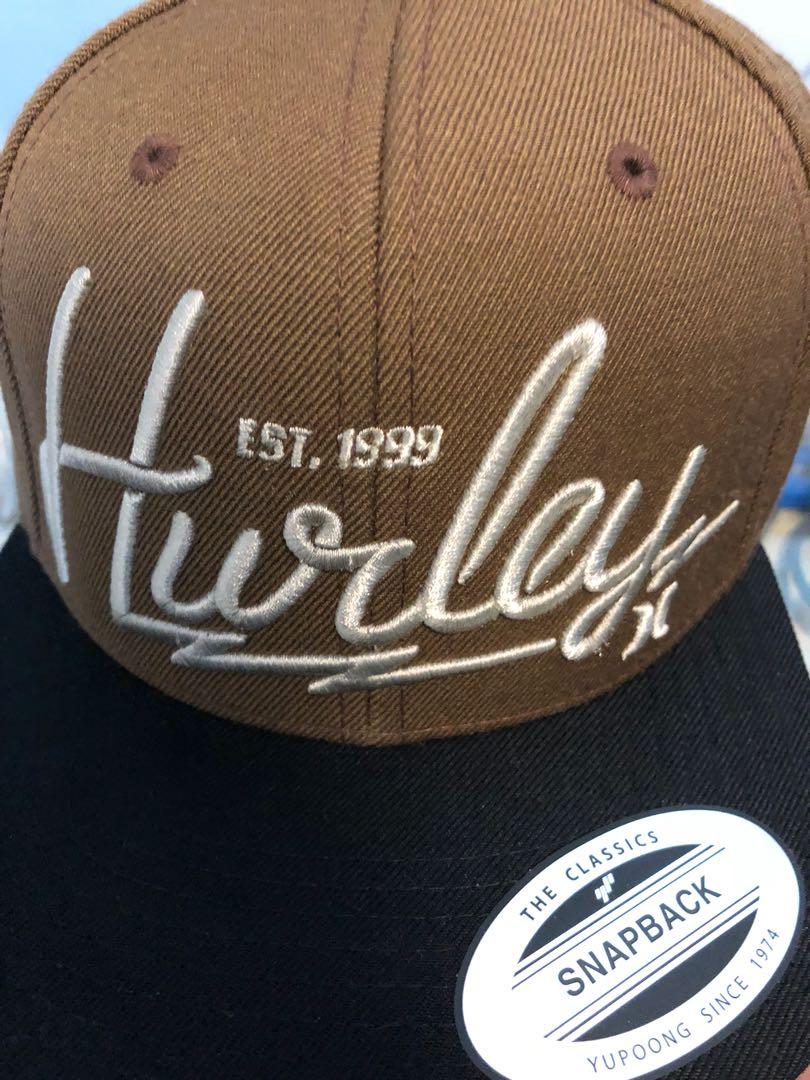 EST. 1999
Hurley
THE CLASSICS
SNAPBACK
YUPOONG SINCE 1974